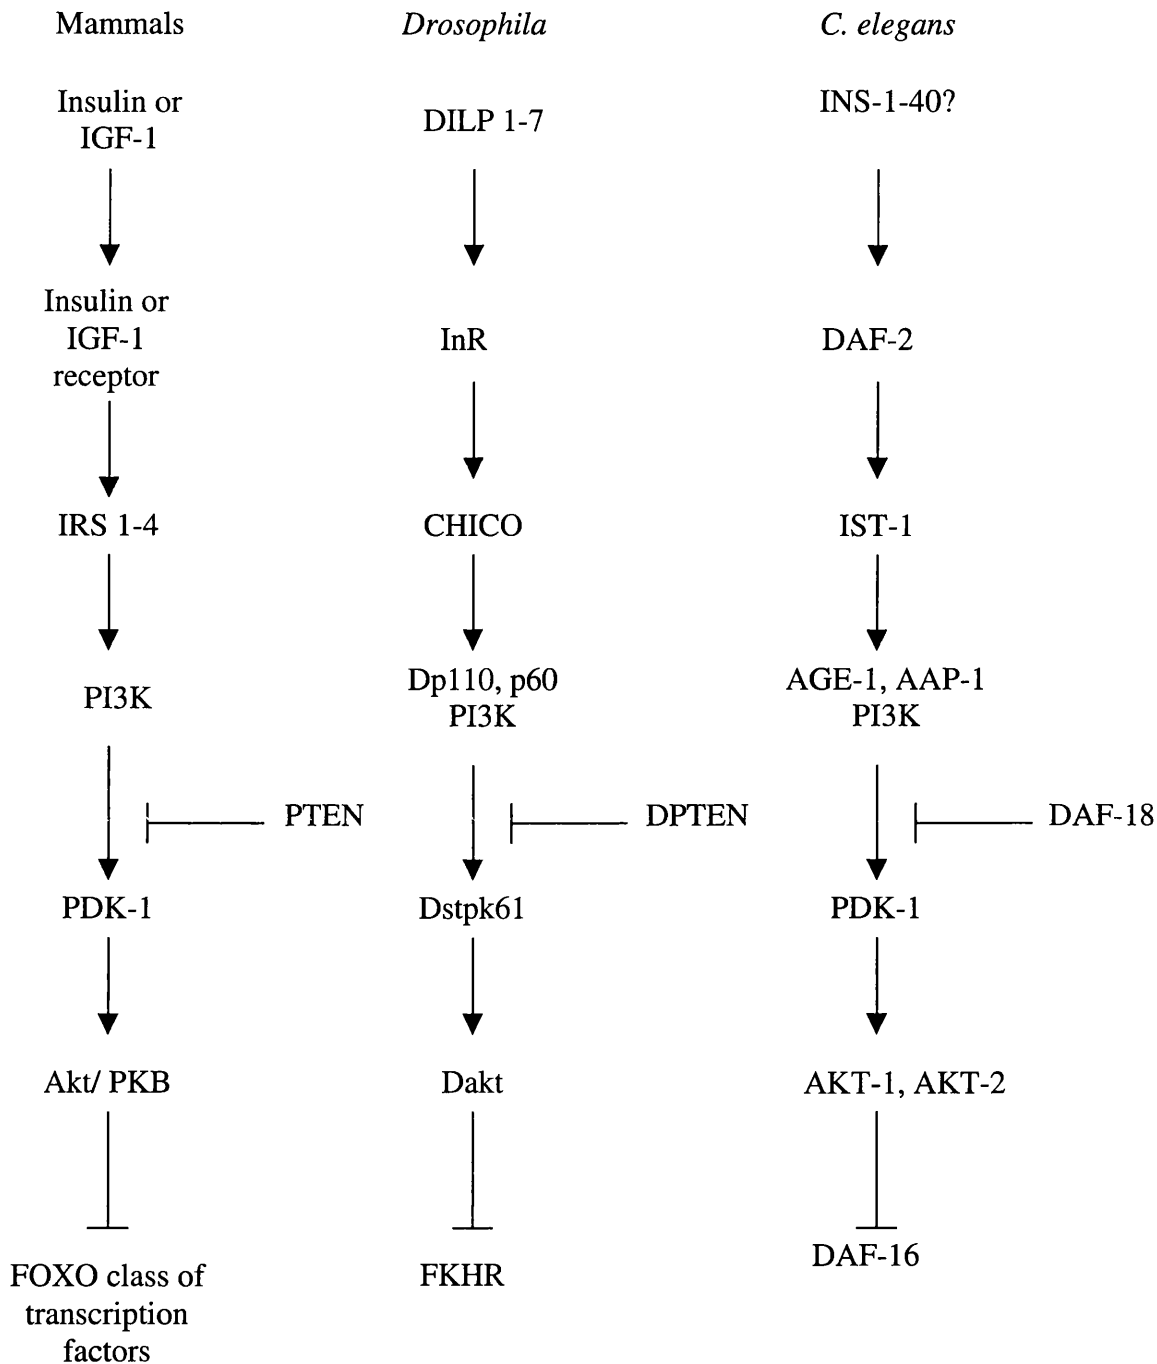 Mammals
Drosophila
C. elegans
Insulin or
IGF-1
DILP 1-7
INS-1-40?
Insulin or
IGF-1
receptor
InR
DAF-2
IRS 1-4
CHICO
IST-1
PI3K
Dp110, p60
PI3K
AGE-1, AAP-1
PI3K
PTEN
DPTEN
DAF-18
PDK-1
Dstpk61
PDK-1
Akt/ PKB
Dakt
AKT-1, AKT-2
FOXO class of
transcription
factors
FKHR
DAF-16